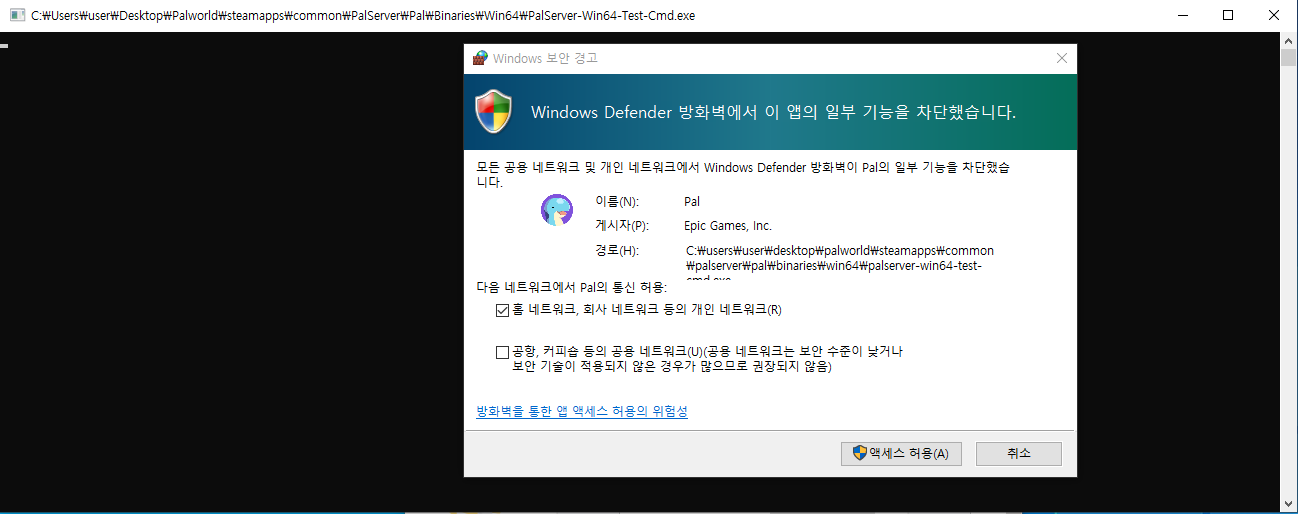 C:₩Users₩user₩Desktop₩Palworld₩steamapps₩common₩PalServer₩Pal₩Binaries₩Win64₩PalServer-Win64-Test-Cmd.exe
Windows 보안 경고
Windows Defender 방화벽에서 이 앱의 일부 기능을 차단했습니다.
모든 공용 네트워크 및 개인 네트워크에서 Windows Defender 방화벽이 Pal의 일부 기능을 차단했습
니다.
이름(N): Pal
게시자(P): Epic Games, Inc.
경로(H): C:₩users₩user₩desktop₩palworld₩steamapps₩common
₩palserver₩pal₩binaries₩win64₩palserver-win64-test-
cmd.exe
다음 네트워크에서 Pal의 통신 허용:
홈 네트워크, 회사 네트워크 등의 개인 네트워크(R)
공항, 커피숍 등의 공용 네트워크(U)(공용 네트워크는 보안 수준이 낮거나
보안 기술이 적용되지 않은 경우가 많으므로 권장되지 않음)
방화벽을 통한 앱 액세스 허용의 위험성
액세스 허용(A) 취소